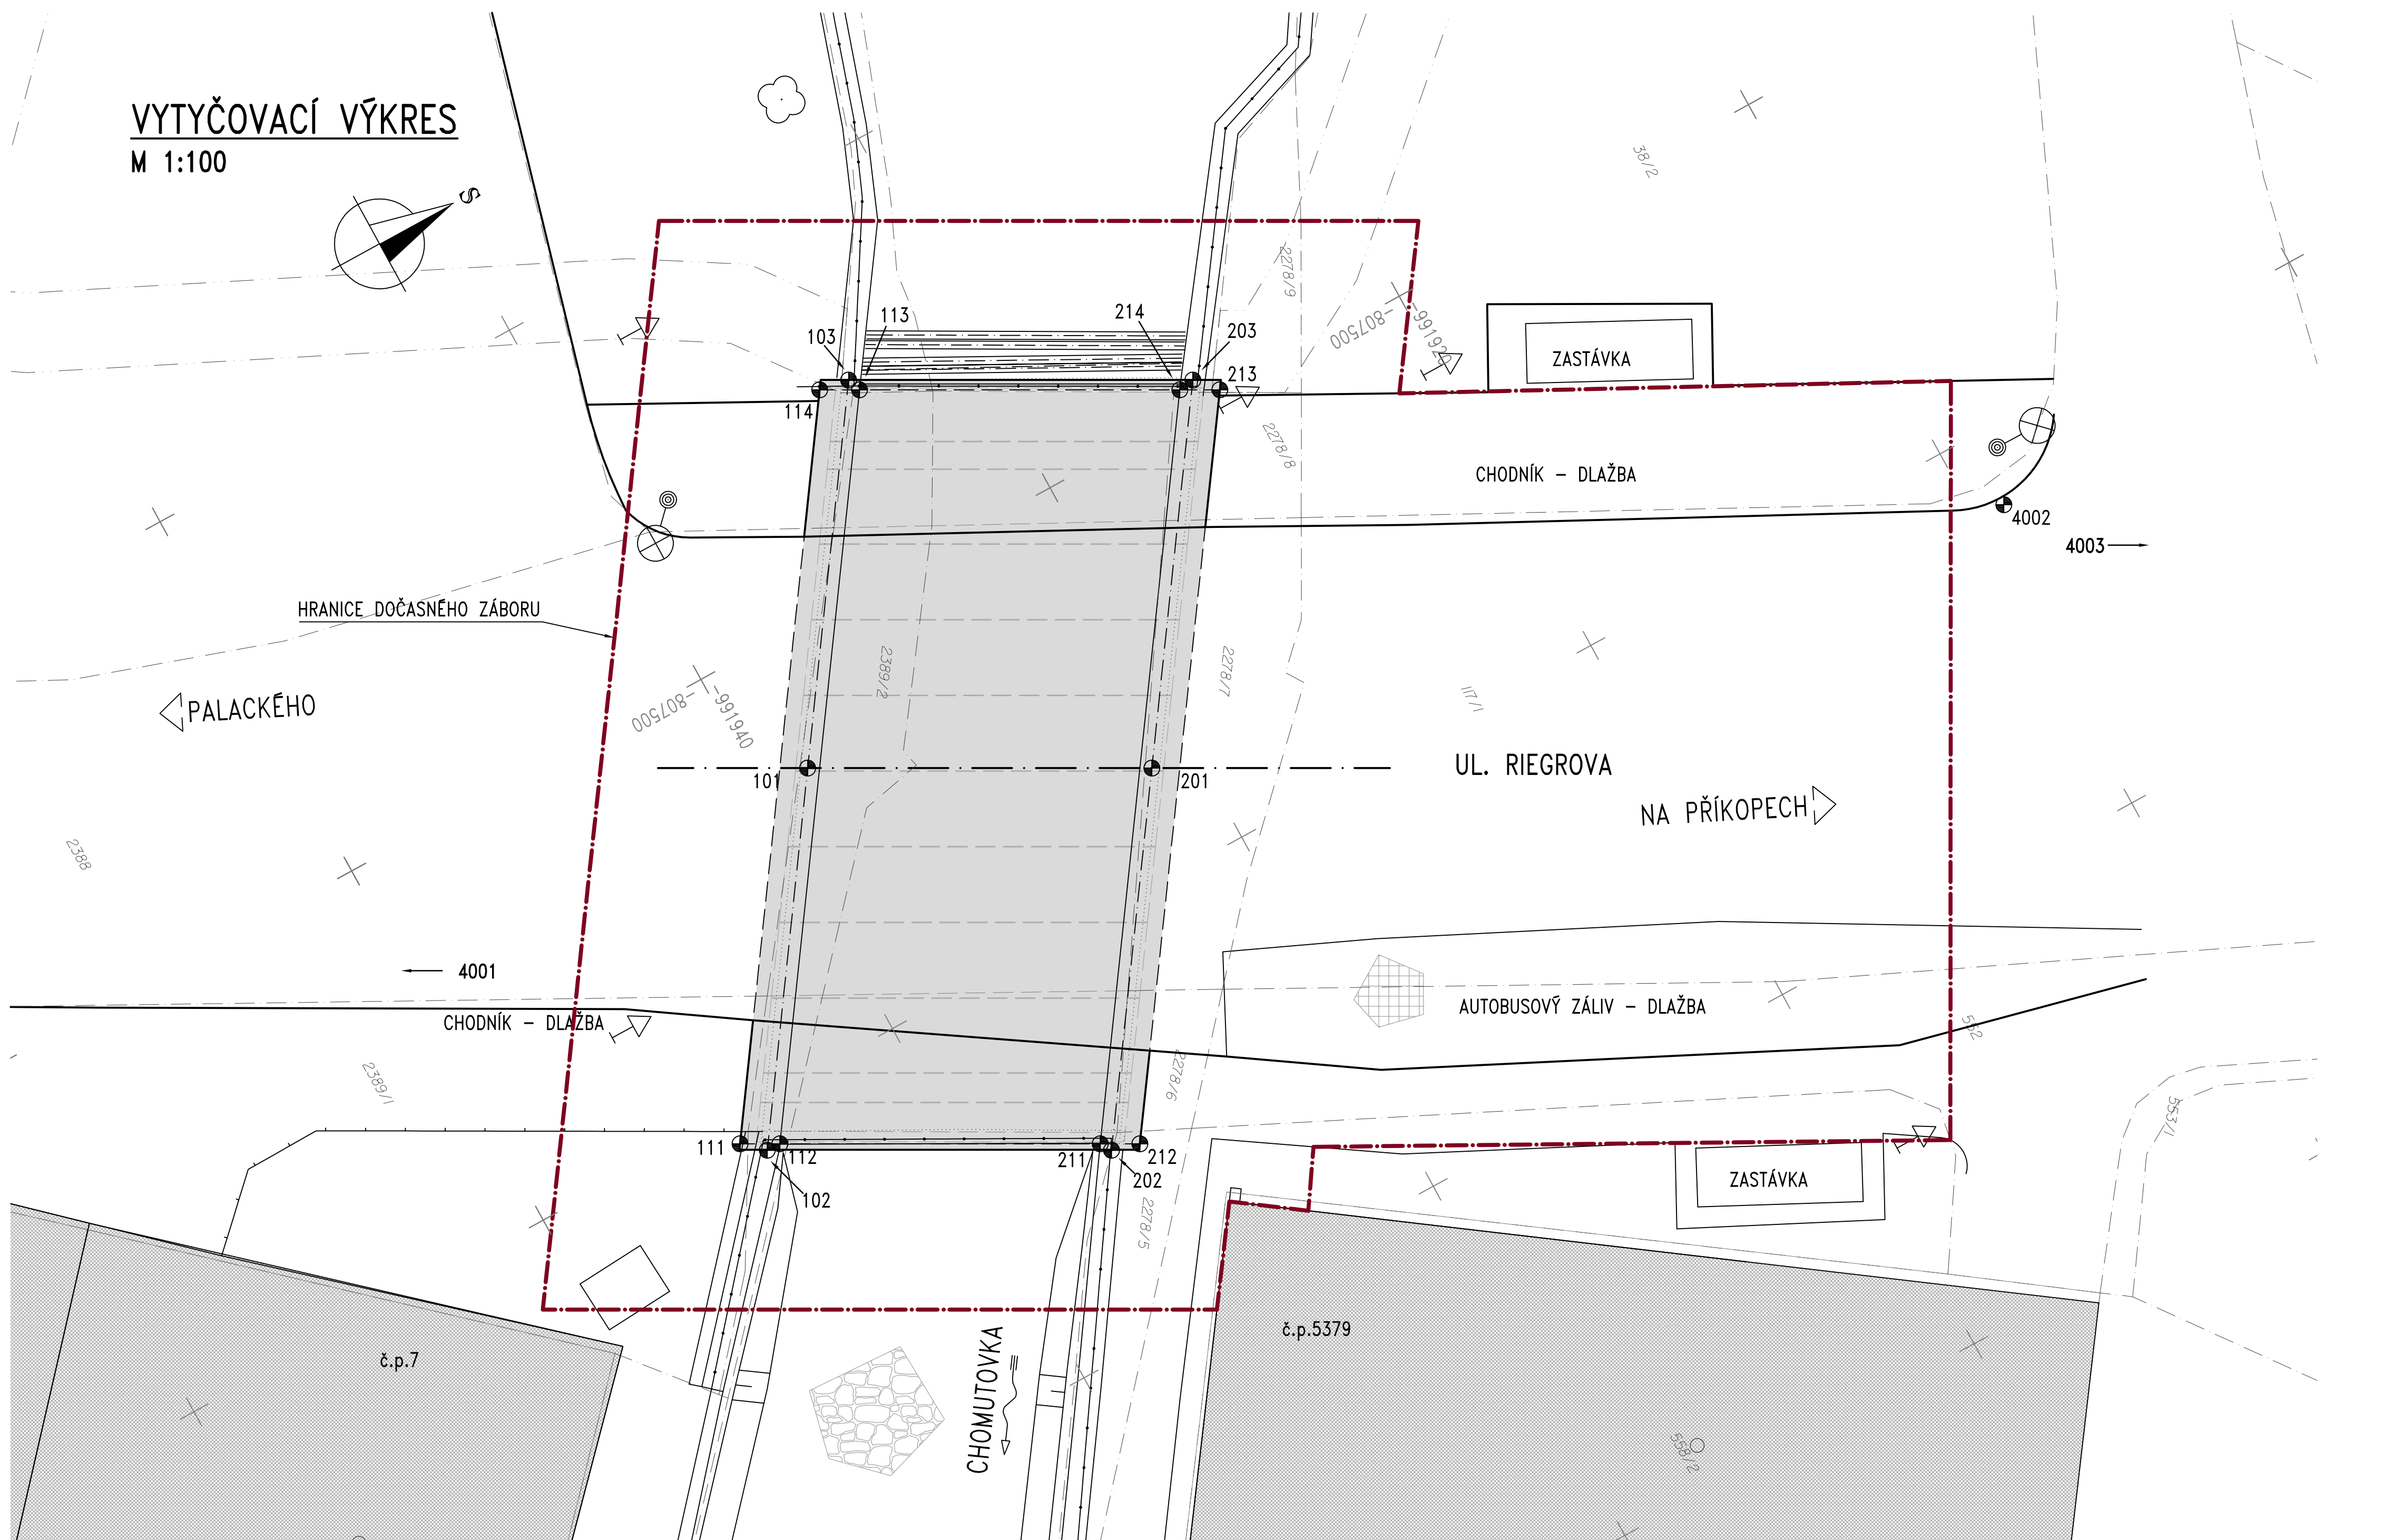 VYTYČOVACÍ VÝKRES
M 1:100
S
38/2
2278/9
-807500
-991920
103
113
214
203
213
114
ZASTÁVKA
2278/8
CHODNÍK - DLAŽBA
4002
4003
HRANICE DOČASNÉHO ZÁBORU
2389/2
2278/7
117/1
PALACKÉHO
-807500
-991940
101
201
UL. RIEGROVA
NA PŘÍKOPECH
2388
4001
CHODNÍK - DLAŽBA
AUTOBUSOVÝ ZÁLIV - DLAŽBA
552
2389/1
2278/6
553/1
111
112
211
212
202
102
ZASTÁVKA
2278/5
č.p.7
č.p.5379
CHOMUTOVKA
558/2